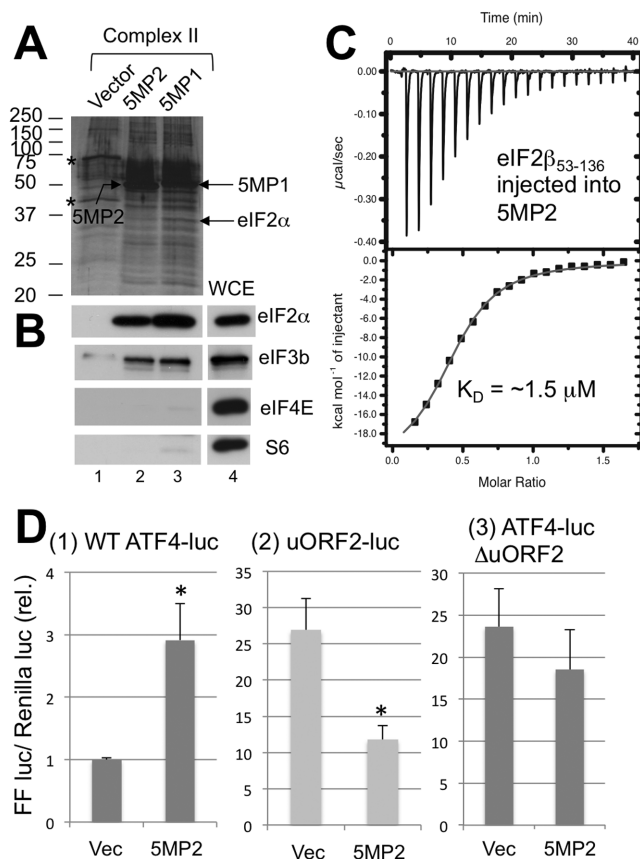 A
Complex II
Vector
5MP2
5MP1
250
150
100
75
50
37
25
20
*
*
5MP2
5MP1
eIF2α
WCE
B
eIF2α
eIF3b
eIF4E
S6
1 2 3 4
C
Time (min)
0 10 20 30 40
0.00
-0.10
-0.20
-0.30
-0.40
µcal/sec
eIF2β53-136
injected into
5MP2
0.0
-2.0
-4.0
-6.0
-8.0
-10.0
-12.0
-14.0
-16.0
-18.0
kcal mol-1 of injectant
KD = ~1.5 µM
0.0 0.5 1.0 1.5
Molar Ratio
D
(1) WT ATF4-luc
FF luc/ Renilla luc (rel.)
4
3
2
1
0
*
Vec 5MP2
(2) uORF2-luc
35
30
25
20
15
10
5
0
*
Vec 5MP2
(3) ATF4-luc
ΔuORF2
30
25
20
15
10
5
0
Vec 5MP2